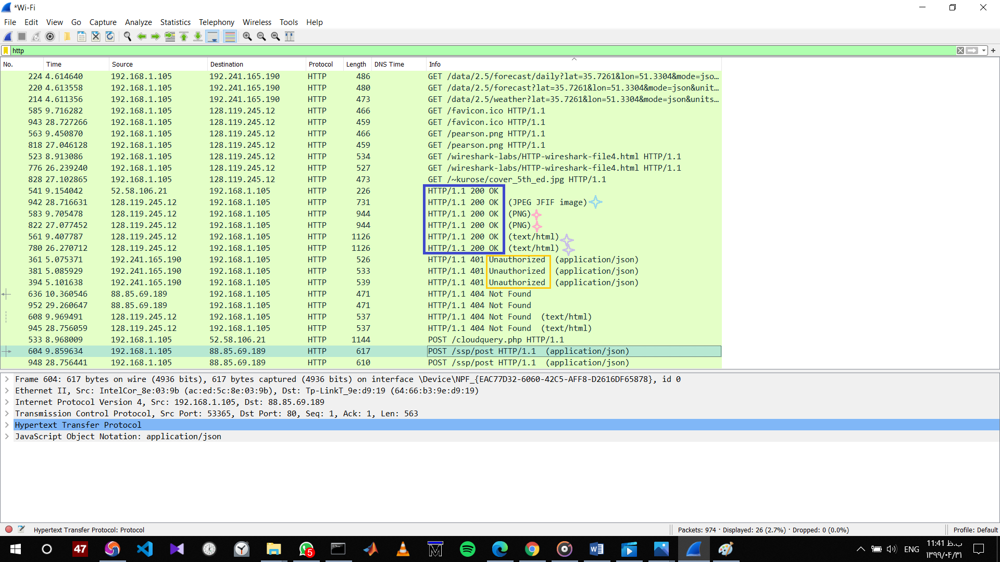 *Wi-Fi
File Edit View Go Capture Analyze Statistics Telephony Wireless Tools Help
http
No. Time Source Destination Protocol Length DNS Time Info
224 4.614640 192.168.1.105 192.241.165.190 HTTP 486 GET /data/2.5/forecast/daily?lat=35.7261&lon=51.3304&mode=jso…
220 4.613558 192.168.1.105 192.241.165.190 HTTP 480 GET /data/2.5/forecast?lat=35.7261&lon=51.3304&mode=json&unit…
214 4.611356 192.168.1.105 192.241.165.190 HTTP 473 GET /data/2.5/weather?lat=35.7261&lon=51.3304&mode=json&units…
585 9.716282 192.168.1.105 128.119.245.12 HTTP 466 GET /favicon.ico HTTP/1.1
943 28.727266 192.168.1.105 128.119.245.12 HTTP 459 GET /favicon.ico HTTP/1.1
563 9.450870 192.168.1.105 128.119.245.12 HTTP 466 GET /pearson.png HTTP/1.1
818 27.046128 192.168.1.105 128.119.245.12 HTTP 459 GET /pearson.png HTTP/1.1
523 8.913086 192.168.1.105 128.119.245.12 HTTP 534 GET /wireshark-labs/HTTP-wireshark-file4.html HTTP/1.1
776 26.239240 192.168.1.105 128.119.245.12 HTTP 527 GET /wireshark-labs/HTTP-wireshark-file4.html HTTP/1.1
828 27.102865 192.168.1.105 128.119.245.12 HTTP 473 GET /~kurose/cover_5th_ed.jpg HTTP/1.1
541 9.154042 52.58.106.21 192.168.1.105 HTTP 226 HTTP/1.1 200 OK
942 28.716631 128.119.245.12 192.168.1.105 HTTP 731 HTTP/1.1 200 OK (JPEG JFIF image)
583 9.705478 128.119.245.12 192.168.1.105 HTTP 944 HTTP/1.1 200 OK (PNG)
822 27.077452 128.119.245.12 192.168.1.105 HTTP 944 HTTP/1.1 200 OK (PNG)
561 9.407787 128.119.245.12 192.168.1.105 HTTP 1126 HTTP/1.1 200 OK (text/html)
780 26.270712 128.119.245.12 192.168.1.105 HTTP 1126 HTTP/1.1 200 OK (text/html)
361 5.075371 192.241.165.190 192.168.1.105 HTTP 526 HTTP/1.1 401 Unauthorized (application/json)
381 5.085929 192.241.165.190 192.168.1.105 HTTP 533 HTTP/1.1 401 Unauthorized (application/json)
394 5.101638 192.241.165.190 192.168.1.105 HTTP 539 HTTP/1.1 401 Unauthorized (application/json)
636 10.360546 88.85.69.189 192.168.1.105 HTTP 471 HTTP/1.1 404 Not Found
952 29.260647 88.85.69.189 192.168.1.105 HTTP 471 HTTP/1.1 404 Not Found
608 9.969491 128.119.245.12 192.168.1.105 HTTP 537 HTTP/1.1 404 Not Found (text/html)
945 28.756059 128.119.245.12 192.168.1.105 HTTP 537 HTTP/1.1 404 Not Found (text/html)
533 8.968009 192.168.1.105 52.58.106.21 HTTP 1144 POST /cloudquery.php HTTP/1.1
604 9.859634 192.168.1.105 88.85.69.189 HTTP 617 POST /ssp/post HTTP/1.1 (application/json)
948 28.756441 192.168.1.105 88.85.69.189 HTTP 610 POST /ssp/post HTTP/1.1 (application/json)
Frame 604: 617 bytes on wire (4936 bits), 617 bytes captured (4936 bits) on interface \Device\NPF_{EAC77D32-6060-42C5-AFF8-D2616DF65878}, id 0
Ethernet II, Src: IntelCor_8e:03:9b (ac:ed:5c:8e:03:9b), Dst: Tp-LinkT_9e:d9:19 (64:66:b3:9e:d9:19)
Internet Protocol Version 4, Src: 192.168.1.105, Dst: 88.85.69.189
Transmission Control Protocol, Src Port: 53365, Dst Port: 80, Seq: 1, Ack: 1, Len: 563
Hypertext Transfer Protocol
JavaScript Object Notation: application/json
Hypertext Transfer Protocol: Protocol Packets: 974 · Displayed: 26 (2.7%) · Dropped: 0 (0.0%) Profile: Default
47 5 M W ENG 11:41 ب.ظ
۱۳۹۹/۰۴/۳۱